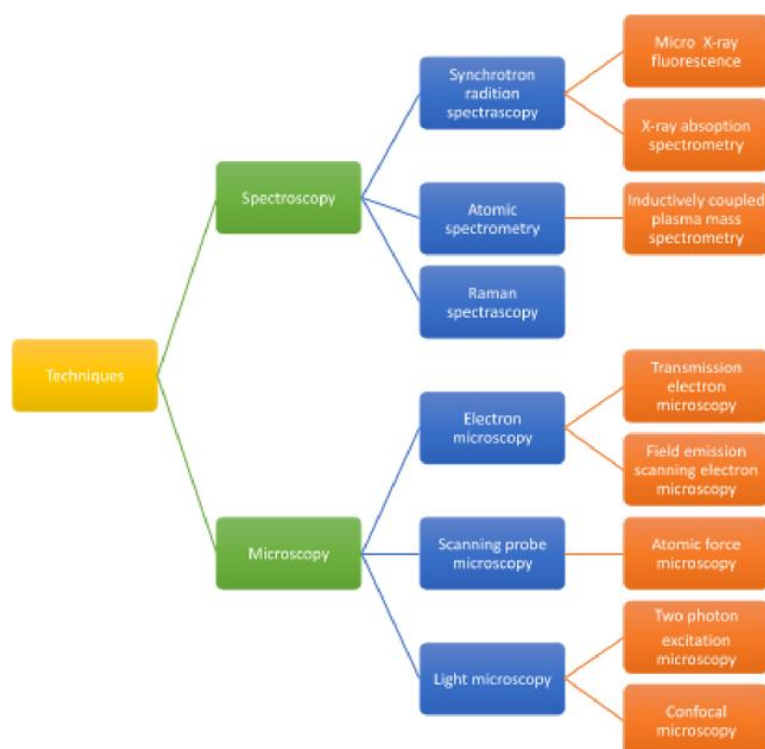 Micro X-ray
fluorescence
Synchrotron
radition
spectrascopy
X-ray absoption
spectrometry
Spectroscopy
Atomic
spectrometry
Inductively coupled
plasma mass
spectrometry
Raman
spectrascopy
Techniques
Transmission
electron
microscopy
Electron
microscopy
Field emission
scanning electron
microscopy
Microscopy
Scanning probe
microscopy
Atomic force
microscopy
Two photon
excitation
microscopy
Light microscopy
Confocal
microscopy